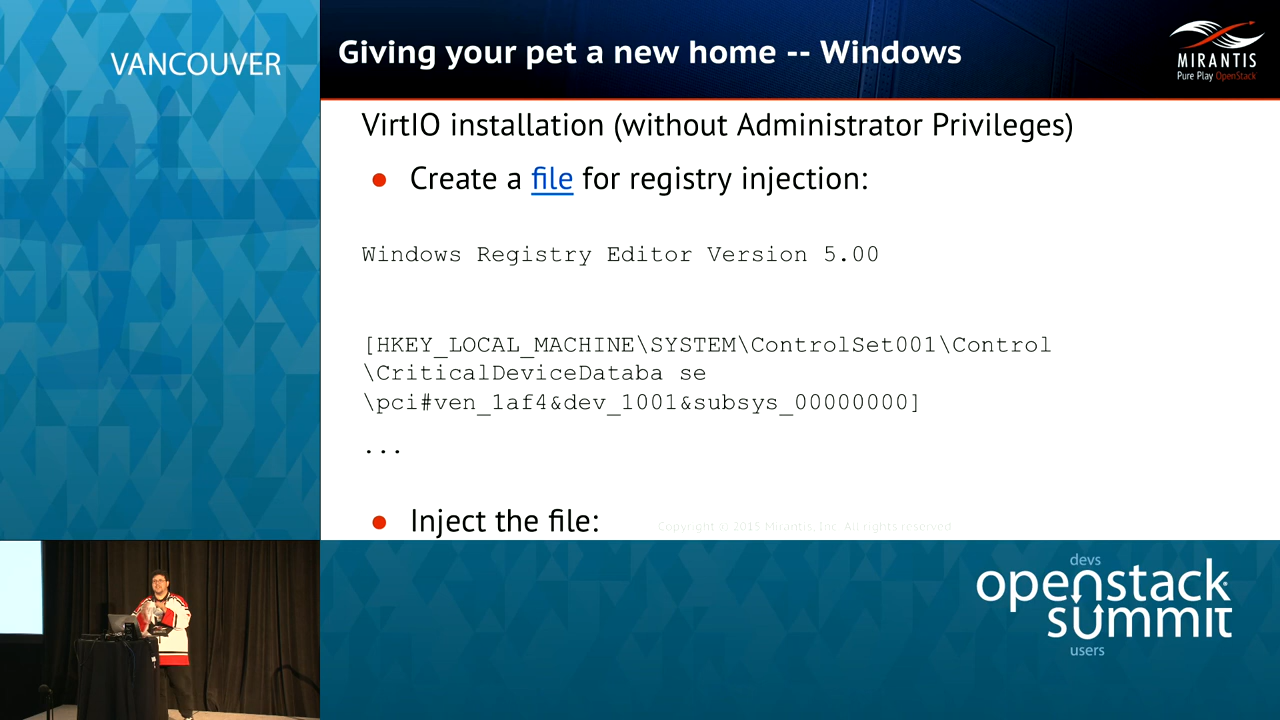 VANCOUVER
Giving your pet a new home -- Windows
MIRANTIS
Pure Play OpenStack
VirtIO installation (without Administrator Privileges)
● Create a file for registry injection:
Windows Registry Editor Version 5.00
[HKEY_LOCAL_MACHINE\SYSTEM\ControlSet001\Control
\CriticalDeviceDataba se
\pci#ven_1af4&dev_1001&subsys_00000000]
...
● Inject the file:
Copyright © 2015 Mirantis, Inc. All rights reserved
devs
openstack
summit
users